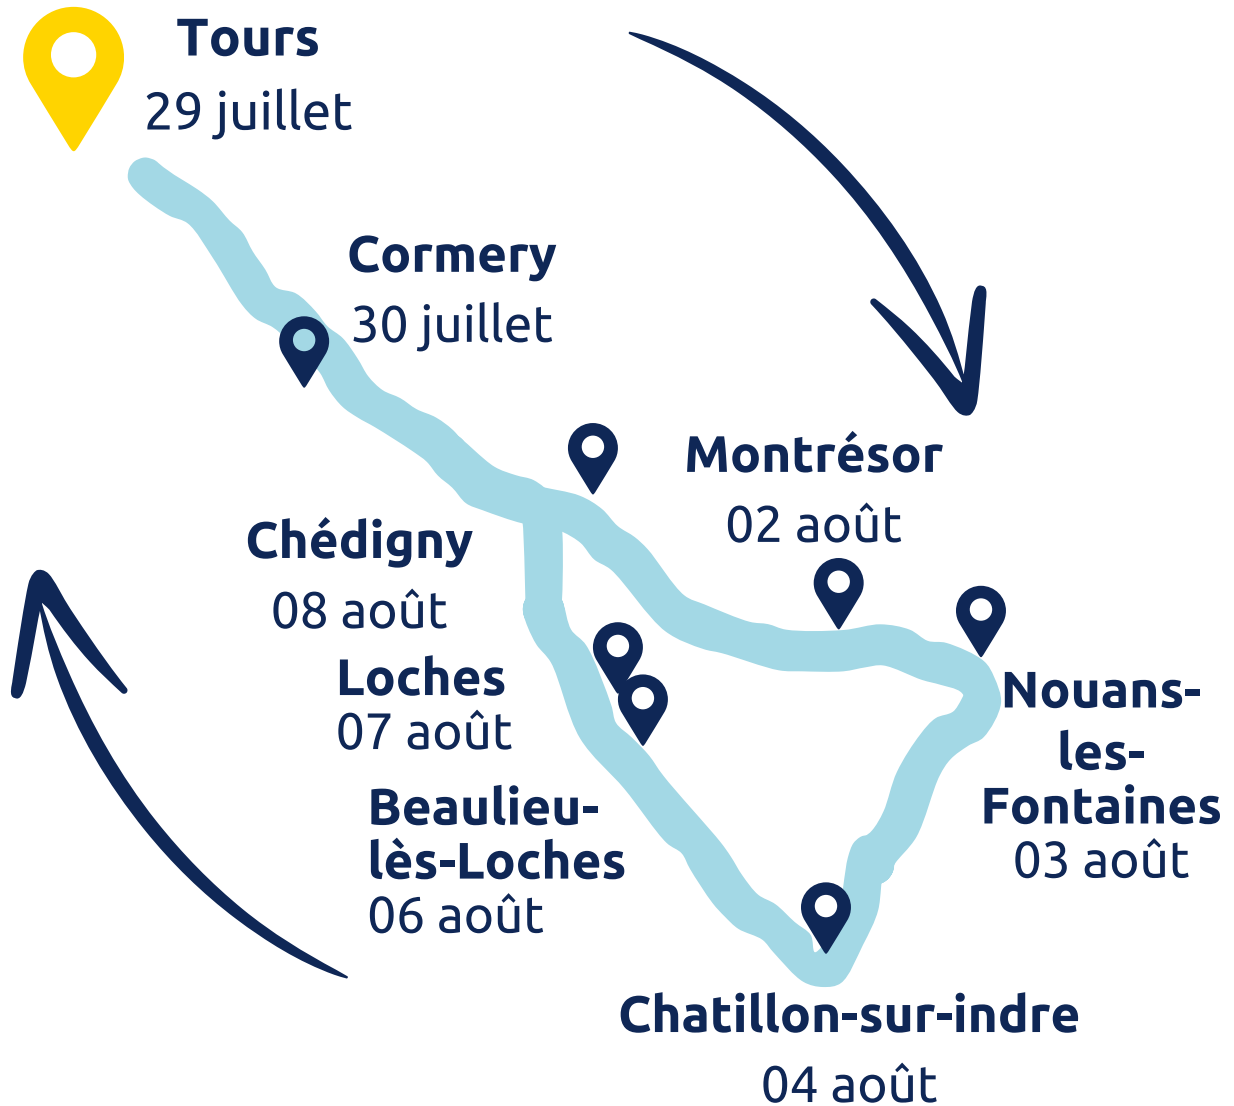 Tours
29 juillet
Cormery
30 juillet
Montrésor
02 août
Nouans-
les-
Fontaines
03 août
Chatillon-sur-indre
04 août
Beaulieu-
lès-Loches
06 août
Loches
07 août
Chédigny
08 août